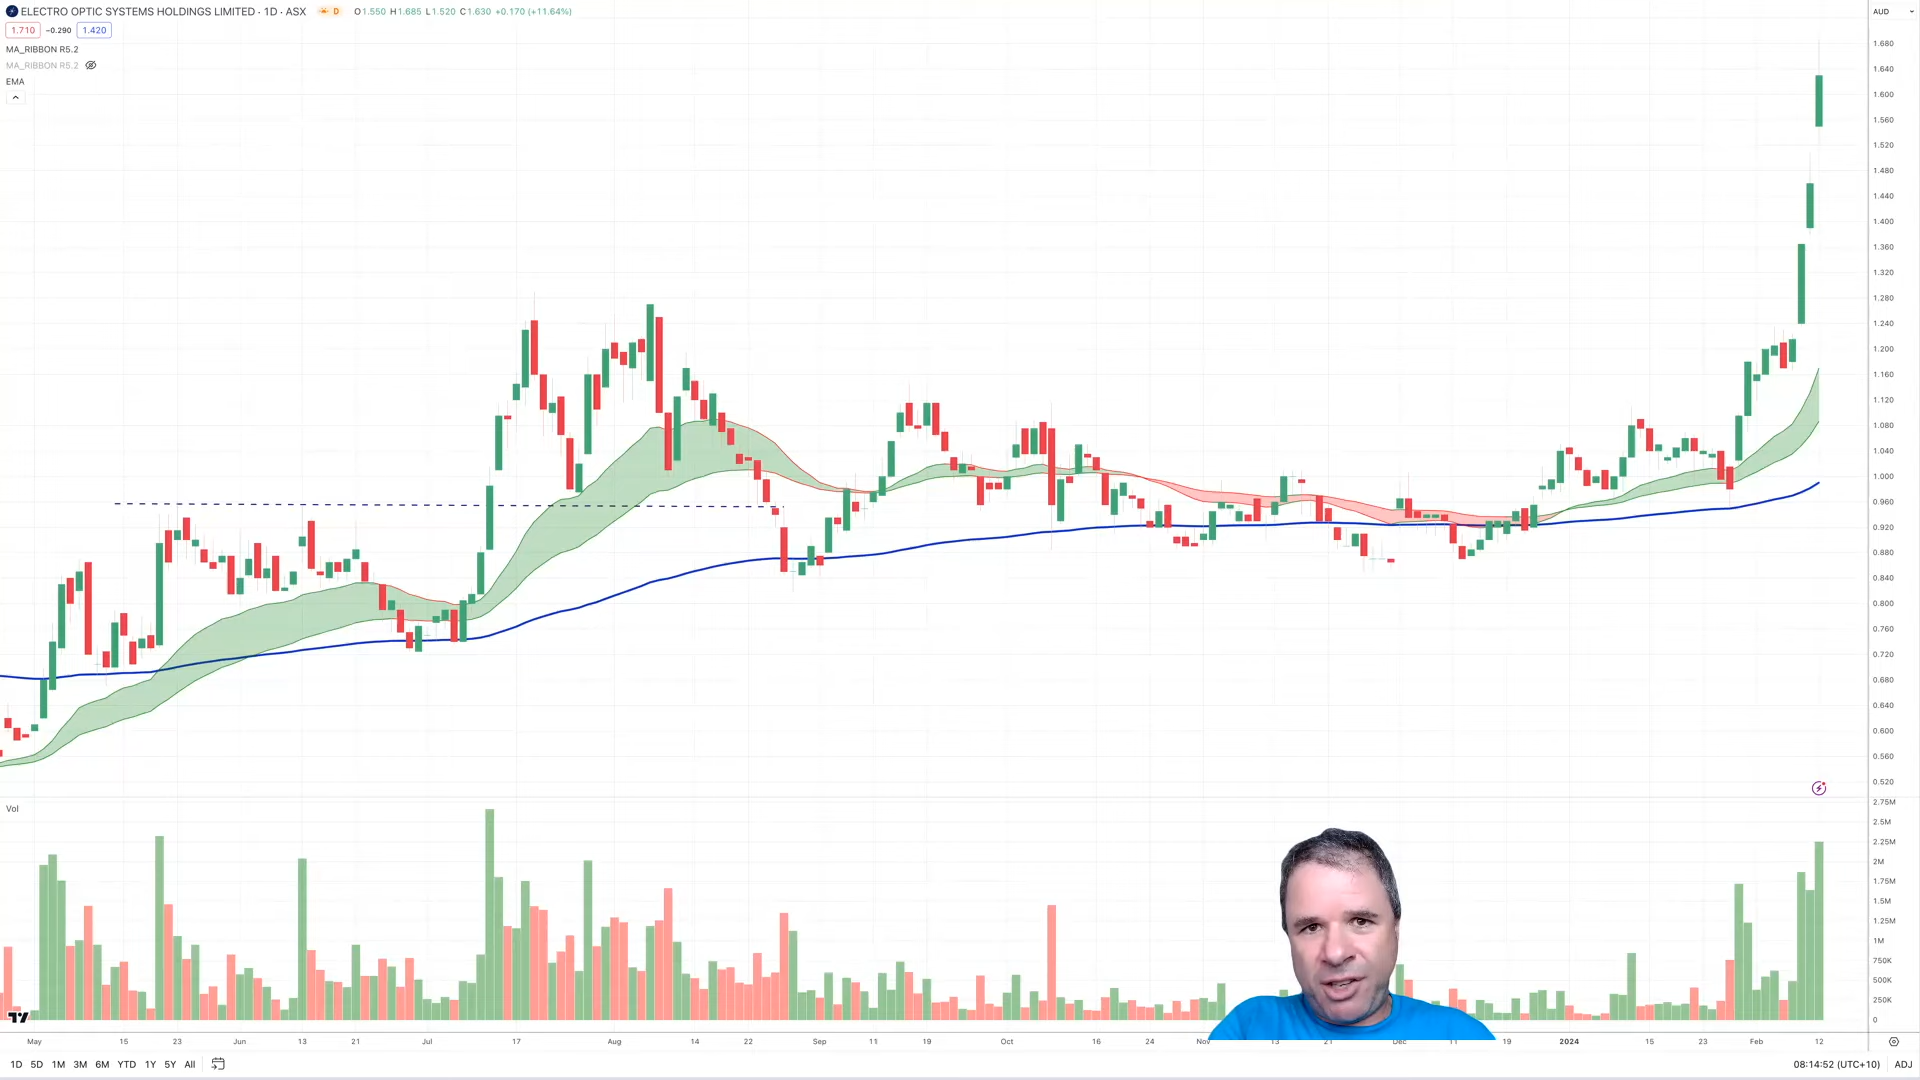 ELECTRO OPTIC SYSTEMS HOLDINGS LIMITED · 1D · ASX D O1.550 H1.685 L1.520 C1.630 +0.170 (+11.64%)
AUD
1.710 −0.290 1.420
MA_RIBBON R5.2
MA_RIBBON R5.2
EMA
1.680
1.640
1.600
1.560
1.520
1.480
1.440
1.400
1.360
1.320
1.280
1.240
1.200
1.160
1.120
1.080
1.040
1.000
0.960
0.920
0.880
0.840
0.800
0.760
0.720
0.680
0.640
0.600
0.560
0.520
Vol
2.75M
2.5M
2.25M
2M
1.75M
1.5M
1.25M
1M
750K
500K
250K
0
May 15 23 Jun 13 21 Jul 17 Aug 14 22 Sep 11 19 Oct 16 24 Nov 13 21 Dec 11 19 2024 15 23 Feb 12
1D 5D 1M 3M 6M YTD 1Y 5Y All 08:14:52 (UTC+10) ADJ